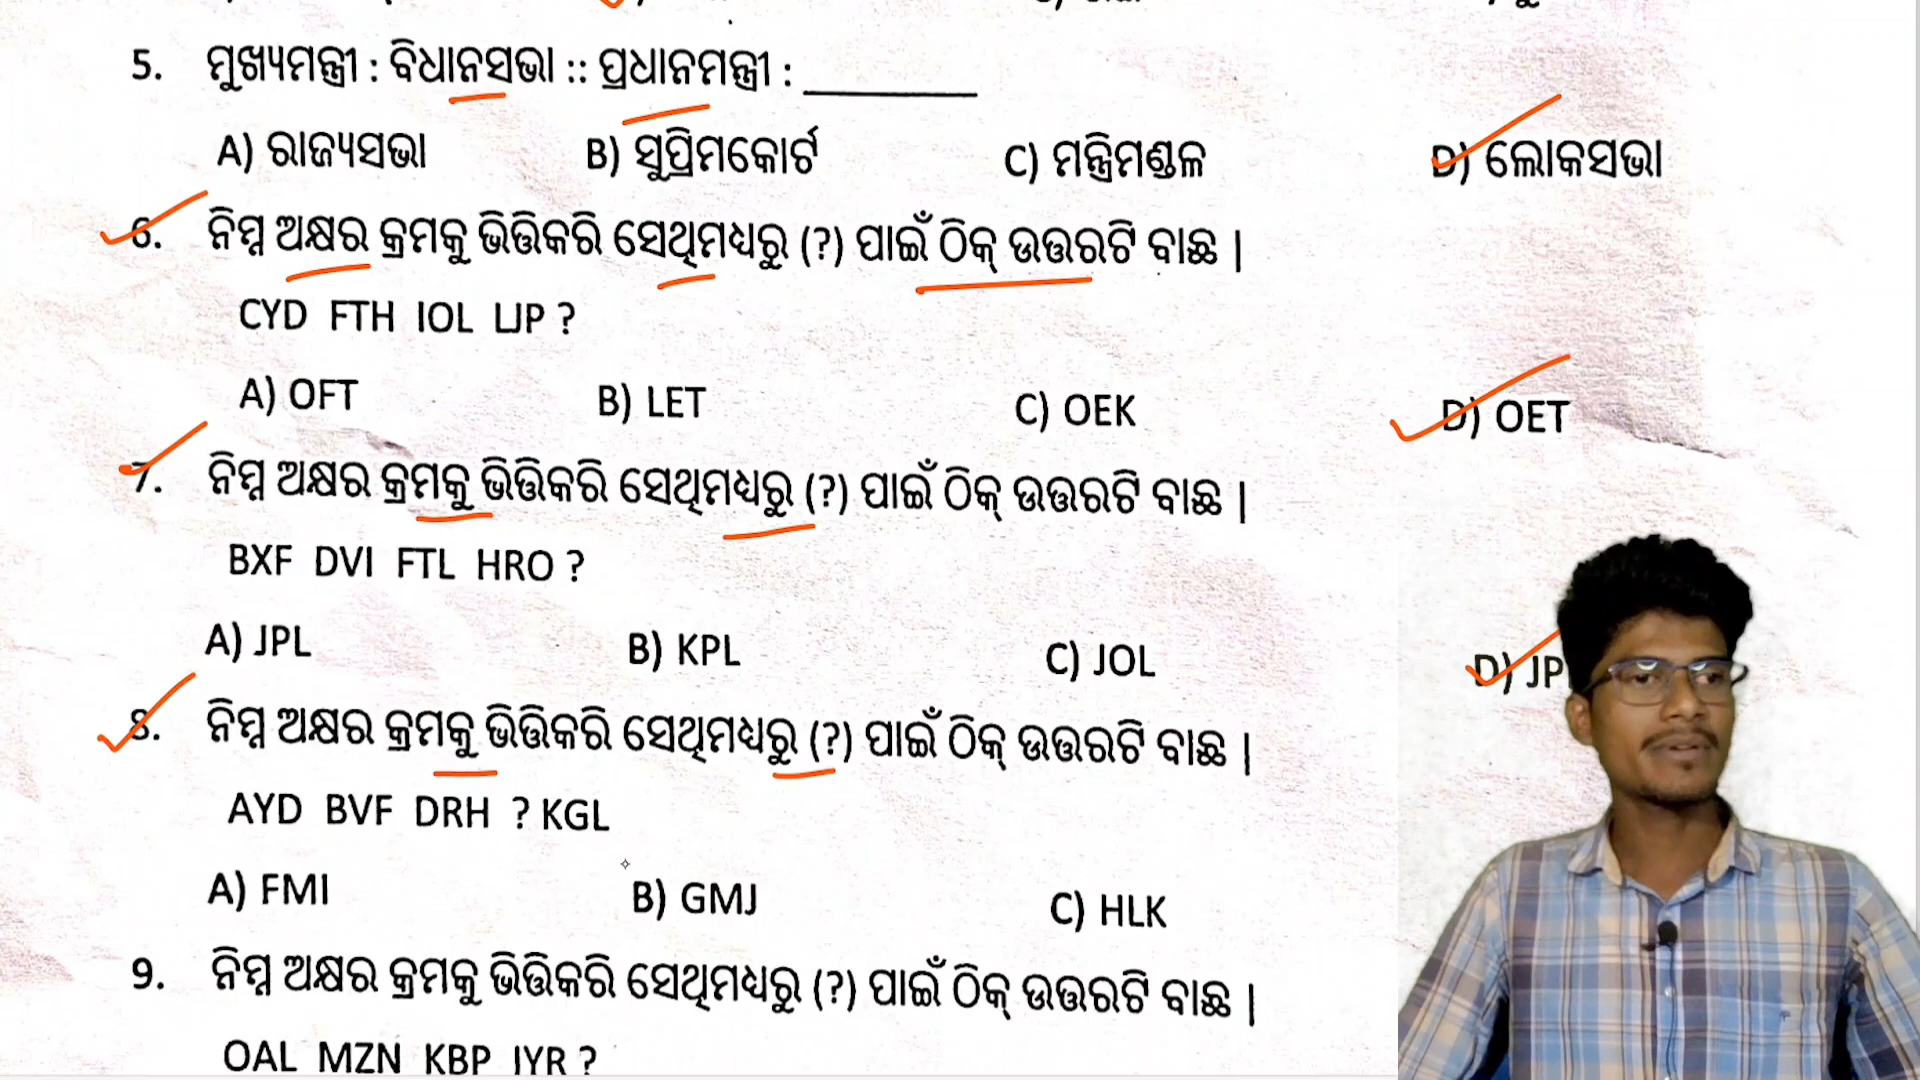 5. ମୁଖ୍ୟମନ୍ତ୍ରୀ : ବିଧାନସଭା :: ପ୍ରଧାନମନ୍ତ୍ରୀ : __________
A) ରାଜ୍ୟସଭା B) ସୁପ୍ରିମକୋର୍ଟ C) ମନ୍ତ୍ରିମଣ୍ଡଳ D) ଲୋକସଭା
6. ନିମ୍ନ ଅକ୍ଷର କ୍ରମକୁ ଭିତ୍ତିକରି ସେଥିମଧ୍ୟରୁ (?) ପାଇଁ ଠିକ୍ ଉତ୍ତରଟି ବାଛ |
CYD FTH IOL LJP ?
A) OFT B) LET C) OEK D) OET
7. ନିମ୍ନ ଅକ୍ଷର କ୍ରମକୁ ଭିତ୍ତିକରି ସେଥିମଧ୍ୟରୁ (?) ପାଇଁ ଠିକ୍ ଉତ୍ତରଟି ବାଛ |
BXF DVI FTL HRO ?
A) JPL B) KPL C) JOL D)
8. ନିମ୍ନ ଅକ୍ଷର କ୍ରମକୁ ଭିତ୍ତିକରି ସେଥିମଧ୍ୟରୁ (?) ପାଇଁ ଠିକ୍ ଉତ୍ତରଟି ବାଛ |
AYD BVF DRH ? KGL
A) FMI B) GMJ C) HLK
9. ନିମ୍ନ ଅକ୍ଷର କ୍ରମକୁ ଭିତ୍ତିକରି ସେଥିମଧ୍ୟରୁ (?) ପାଇଁ ଠିକ୍ ଉତ୍ତରଟି ବାଛ |
OAL MZN KBP IYR ?